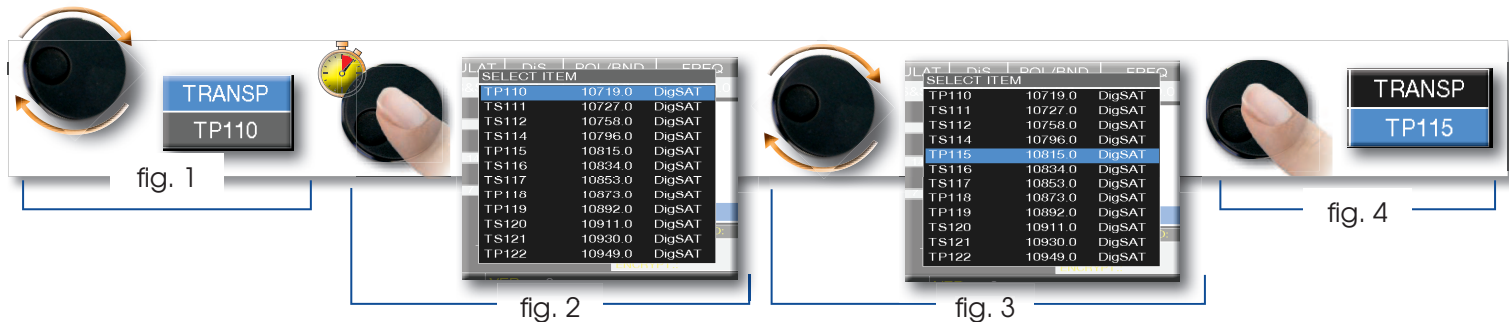 TRANSP
TP110
fig. 1
SELECT ITEM
TP110 10719.0 DigSAT
TS111 10727.0 DigSAT
TS112 10758.0 DigSAT
TS114 10796.0 DigSAT
TP115 10815.0 DigSAT
TS116 10834.0 DigSAT
TS117 10853.0 DigSAT
TP118 10873.0 DigSAT
TP119 10892.0 DigSAT
TS120 10911.0 DigSAT
TS121 10930.0 DigSAT
TP122 10949.0 DigSAT
fig. 2
SELECT ITEM
TP110 10719.0 DigSAT
TS111 10727.0 DigSAT
TS112 10758.0 DigSAT
TS114 10796.0 DigSAT
TP115 10815.0 DigSAT
TS116 10834.0 DigSAT
TS117 10853.0 DigSAT
TP118 10873.0 DigSAT
TP119 10892.0 DigSAT
TS120 10911.0 DigSAT
TS121 10930.0 DigSAT
TP122 10949.0 DigSAT
fig. 3
TRANSP
TP115
fig. 4